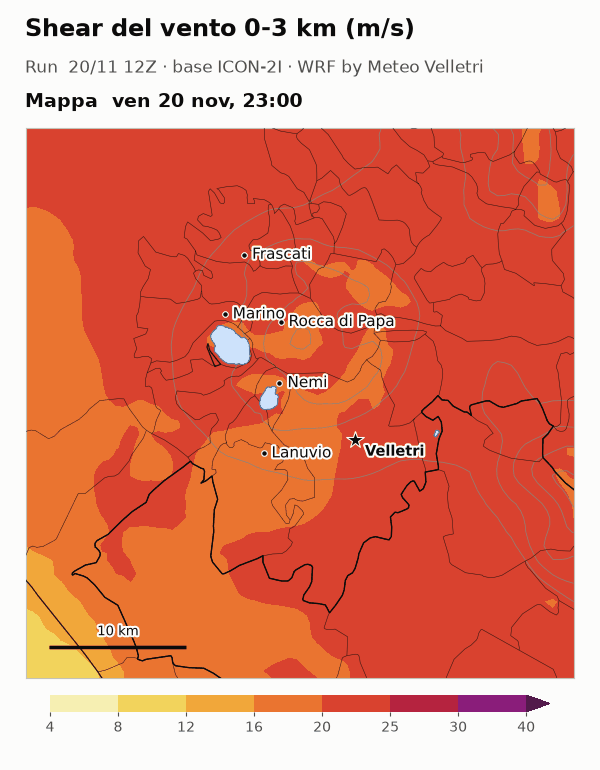 Shear del vento 0-3 km (m/s)
Run  20/11 12Z · base ICON-2I · WRF by Meteo Velletri
Mappa  ven 20 nov, 23:00
Frascati
Marino
Rocca di Papa
Nemi
Velletri
Lanuvio
10 km
4 8 12 16 20 25 30 40